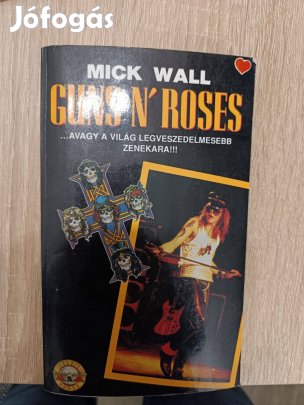 Jófogás
MICK WALL
GUNS N' ROSES
...AVAGY A VILÁG LEGVESZEDELMESEBB
ZENEKARA!!!